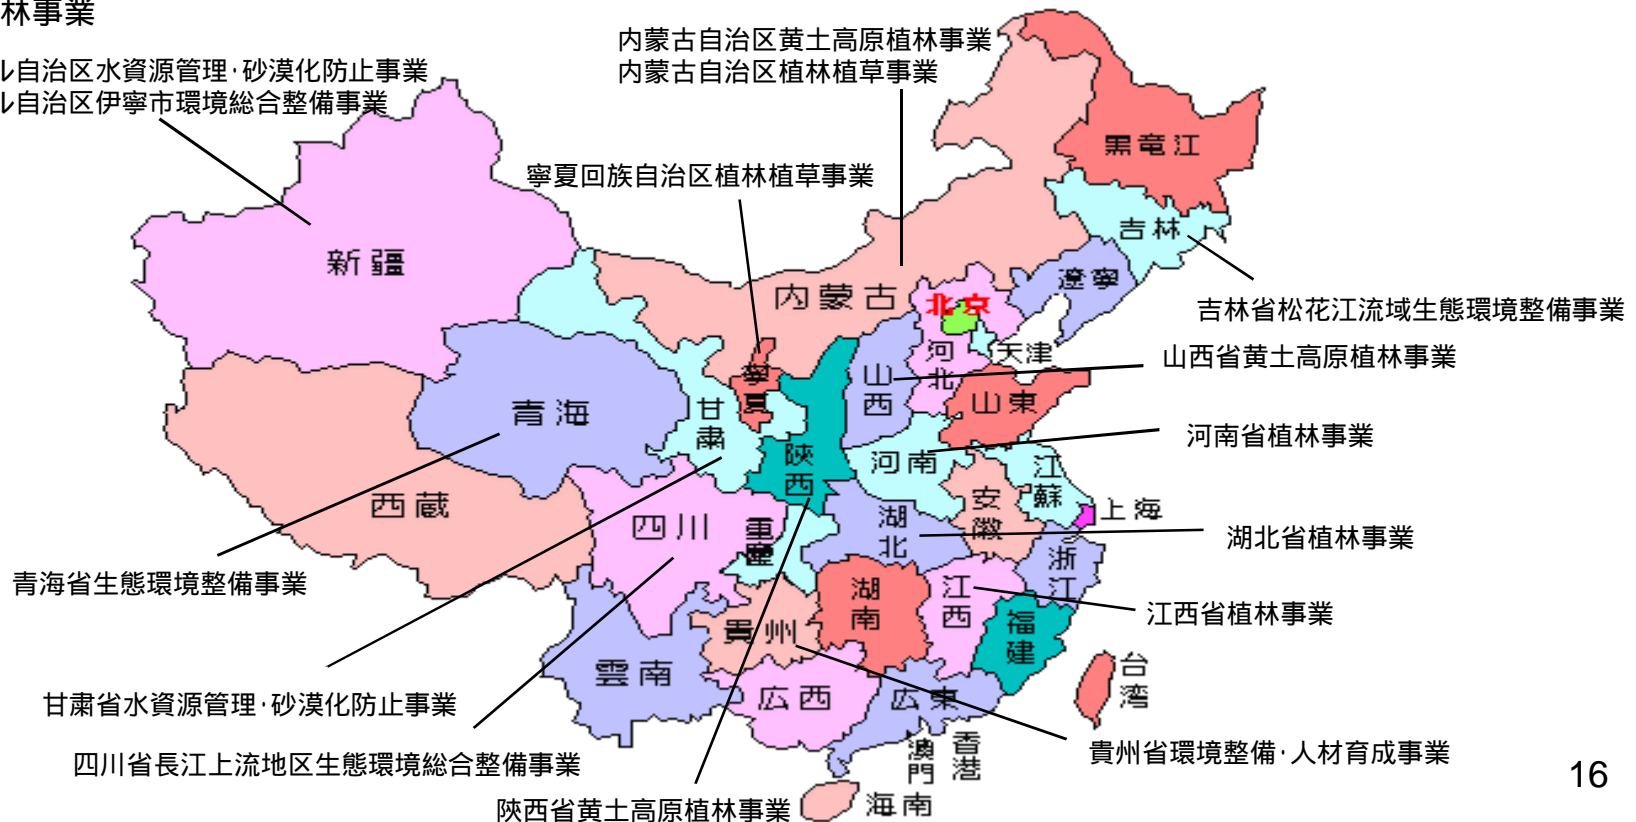 林事業
ル自治区水資源管理・砂漠化防止事業
ル自治区伊寧市環境総合整備事業
内蒙古自治区黄土高原植林事業
内蒙古自治区植林植草事業
寧夏回族自治区植林植草事業
黒竜江
吉林
新疆
遼寧
内蒙古
北京
吉林省松花江流域生態環境整備事業
天津
河北
山西省黄土高原植林事業
山西
寧夏
山東
青海
甘粛
河南省植林事業
河南
陝西
江蘇
西蔵
安徽
上海
四川
重慶
湖北
湖北省植林事業
浙江
青海省生態環境整備事業
湖南
江西
江西省植林事業
福建
貴州
雲南
台湾
甘粛省水資源管理・砂漠化防止事業
広西
広東
澳門
香港
貴州省環境整備・人材育成事業
四川省長江上流地区生態環境総合整備事業
16
陝西省黄土高原植林事業
海南